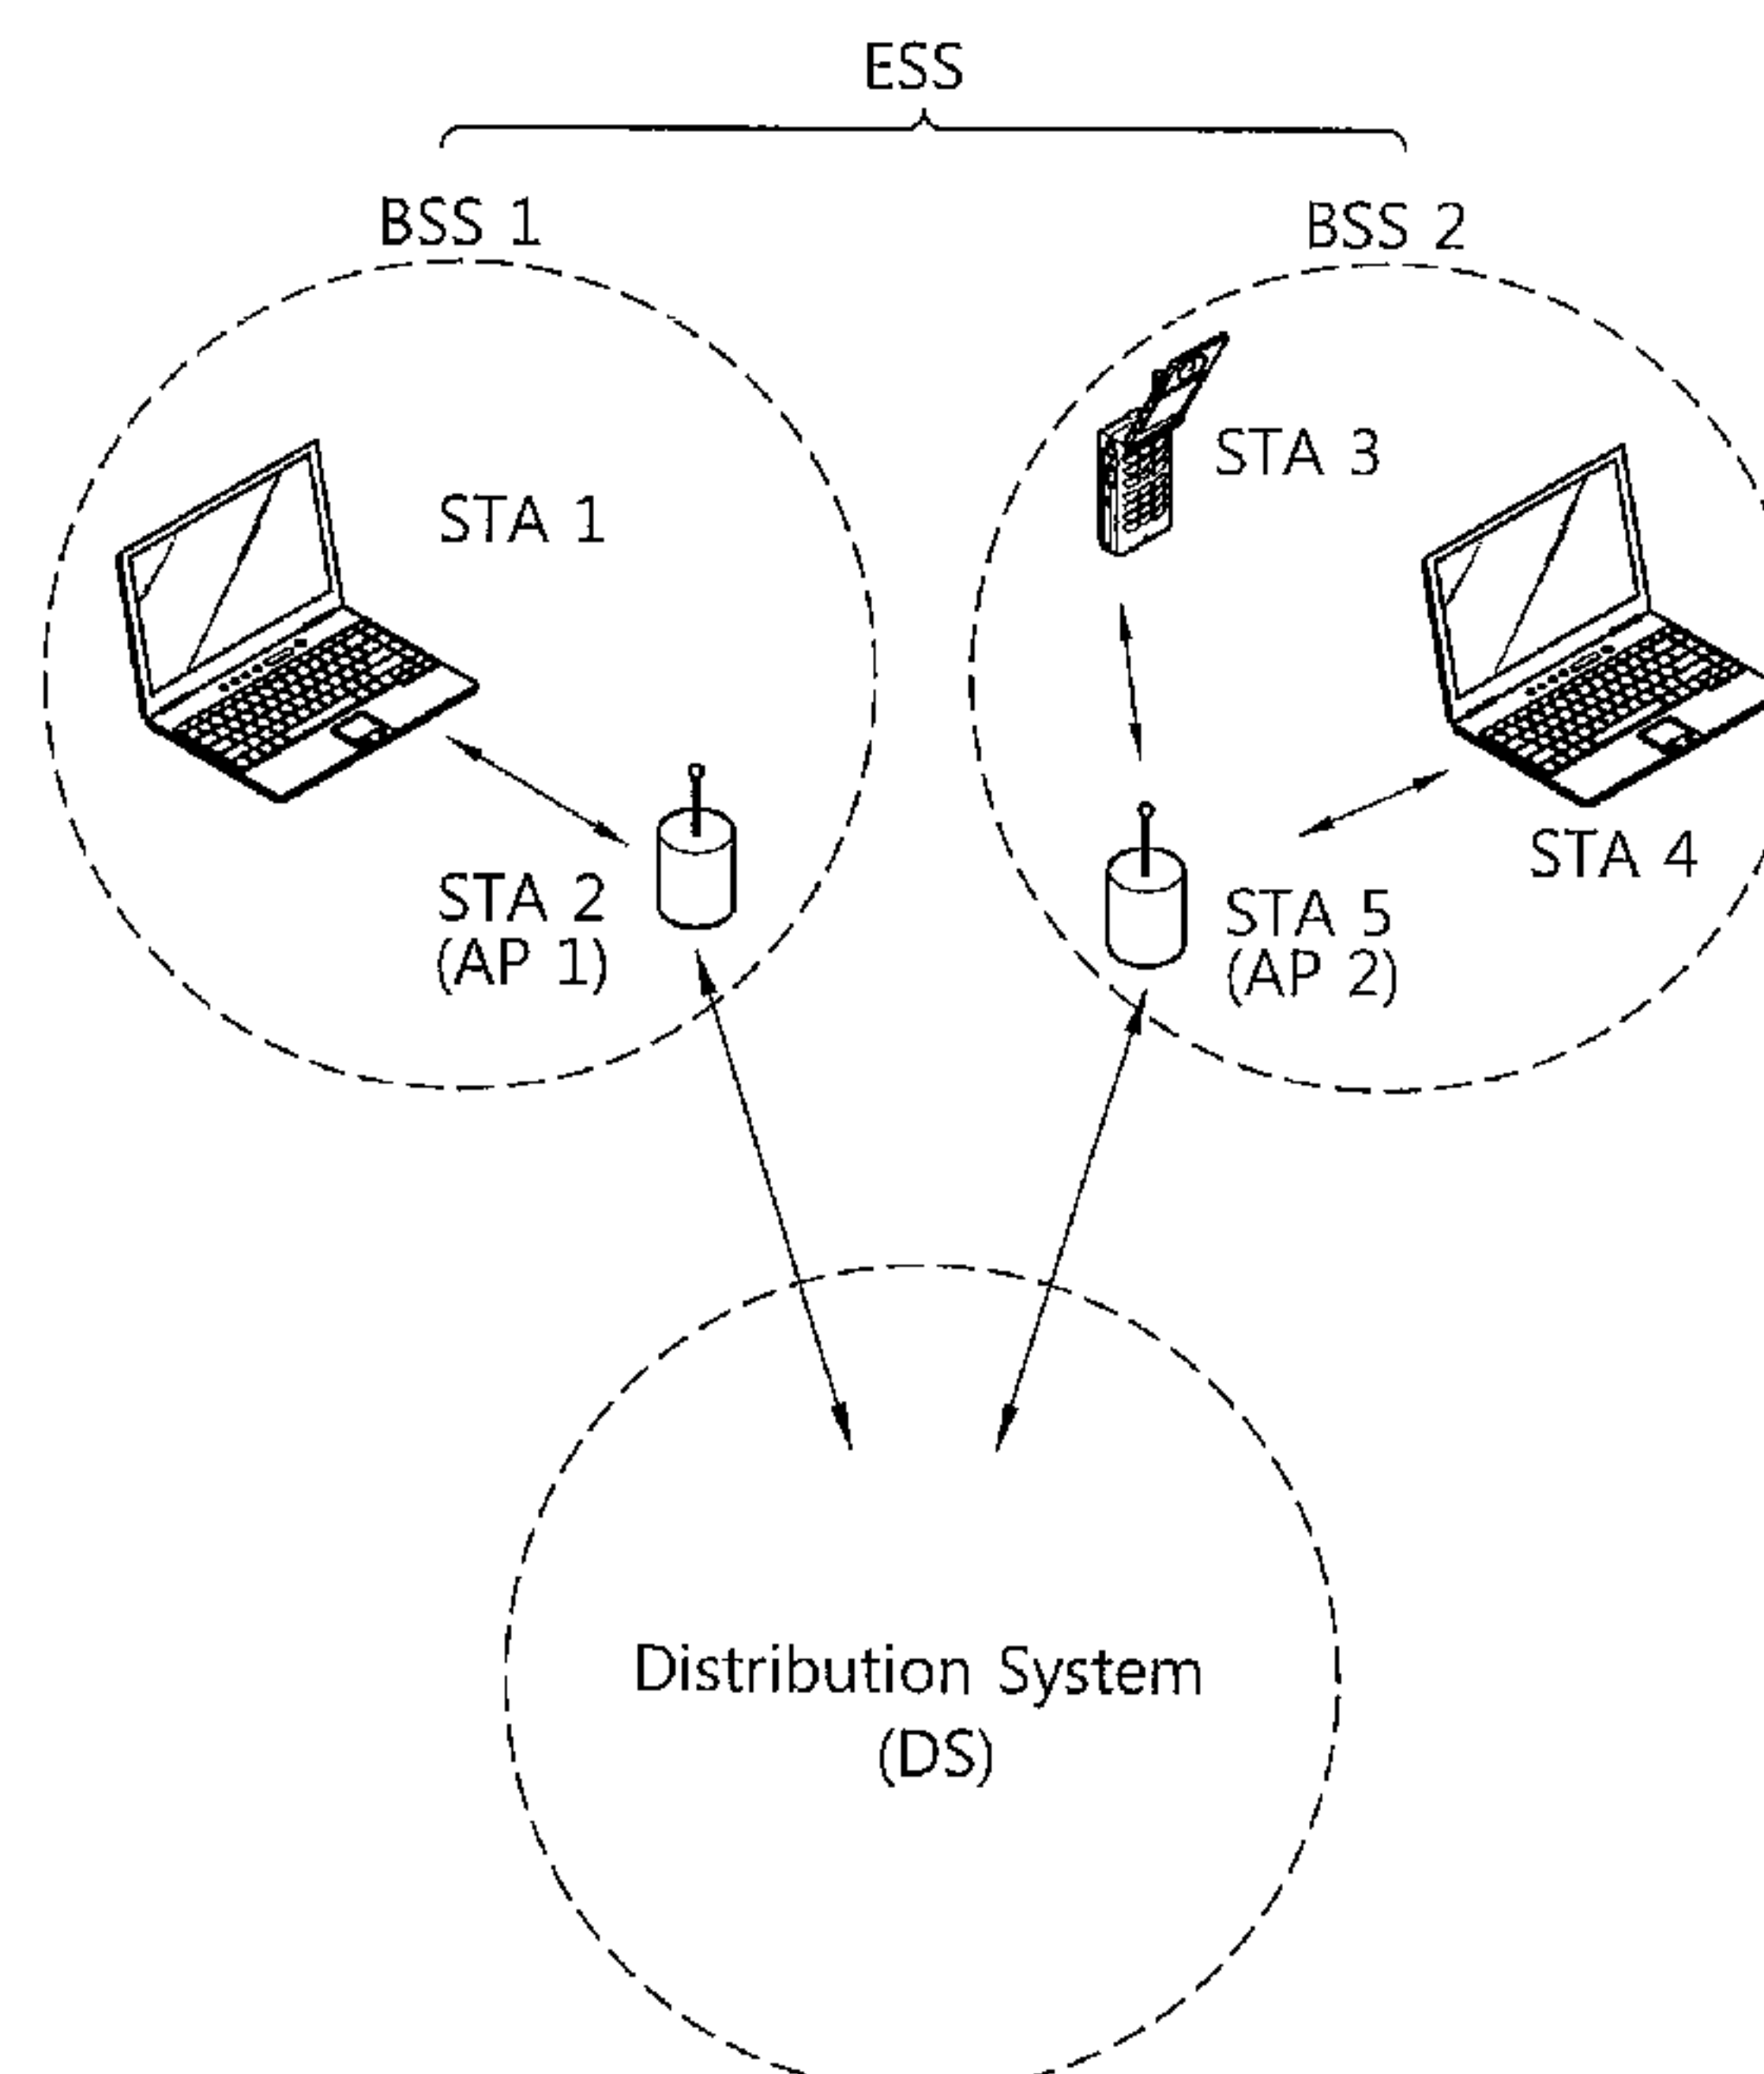 ESS
BSS 1
BSS 2
STA 1
STA 2
(AP 1)
STA 3
STA 4
STA 5
(AP 2)
Distribution System
(DS)